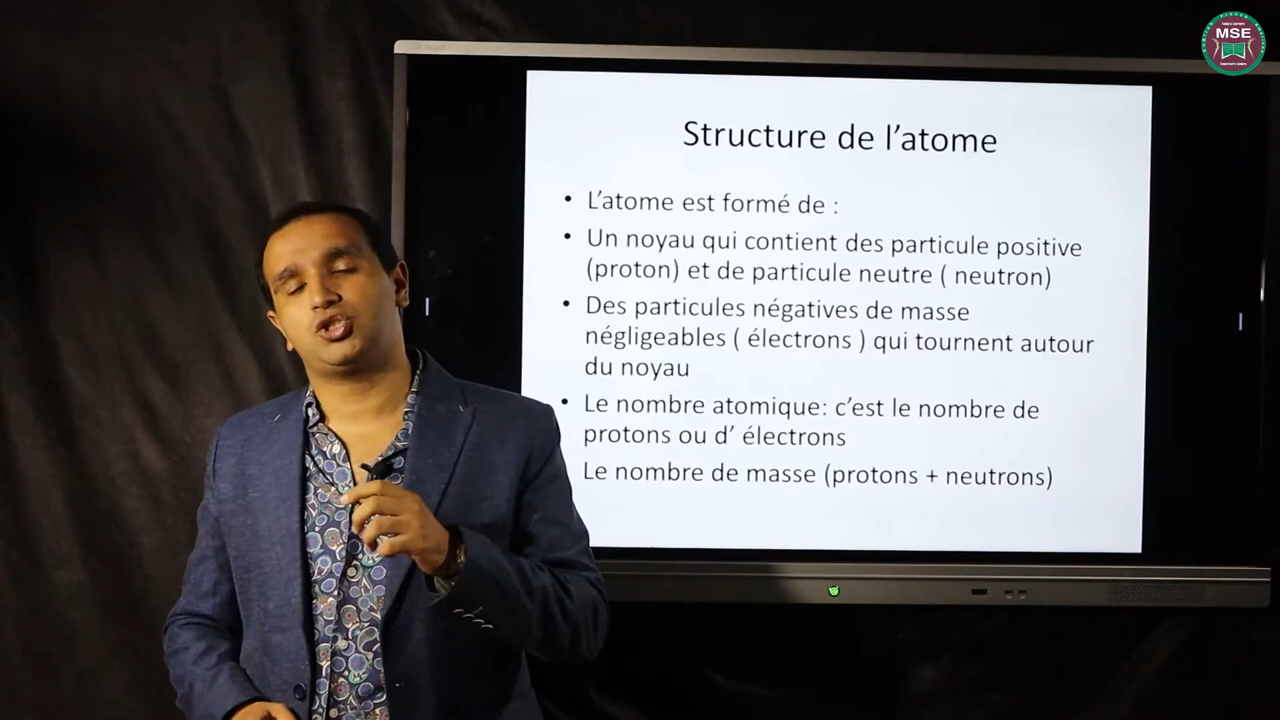 MSE
Structure de l'atome
• L'atome est formé de :
• Un noyau qui contient des particule positive
(proton) et de particule neutre ( neutron)
• Des particules négatives de masse
négligeables ( électrons ) qui tournent autour
du noyau
• Le nombre atomique: c'est le nombre de
protons ou d' électrons
Le nombre de masse (protons + neutrons)